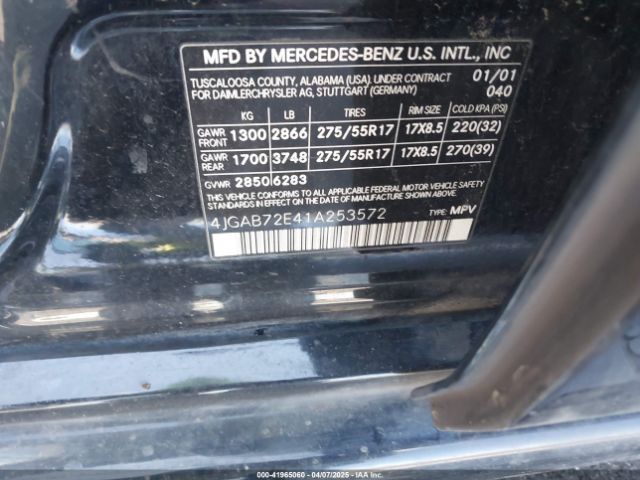 MFD BY MERCEDES-BENZ U.S. INTL., INC
TUSCALOOSA COUNTY, ALABAMA (USA). UNDER CONTRACT 01/01
FOR DAIMLERCHRYSLER AG, STUTTGART (GERMANY) 040
KG LB TIRES RIM SIZE COLD KPA (PSI)
GAWR FRONT 1300 2866 275/55R17 17X8.5 220(32)
GAWR REAR 1700 3748 275/55R17 17X8.5 270(39)
GVWR 2850 6283
THIS VEHICLE CONFORMS TO ALL APPLICABLE FEDERAL MOTOR VEHICLE SAFETY
STANDARDS IN EFFECT ON THE DATE OF MANUFACTURE SHOWN ABOVE.
4JGAB72E41A253572 TYPE: MPV
000-41965060 - 04/07/2025 - IAAI.COM